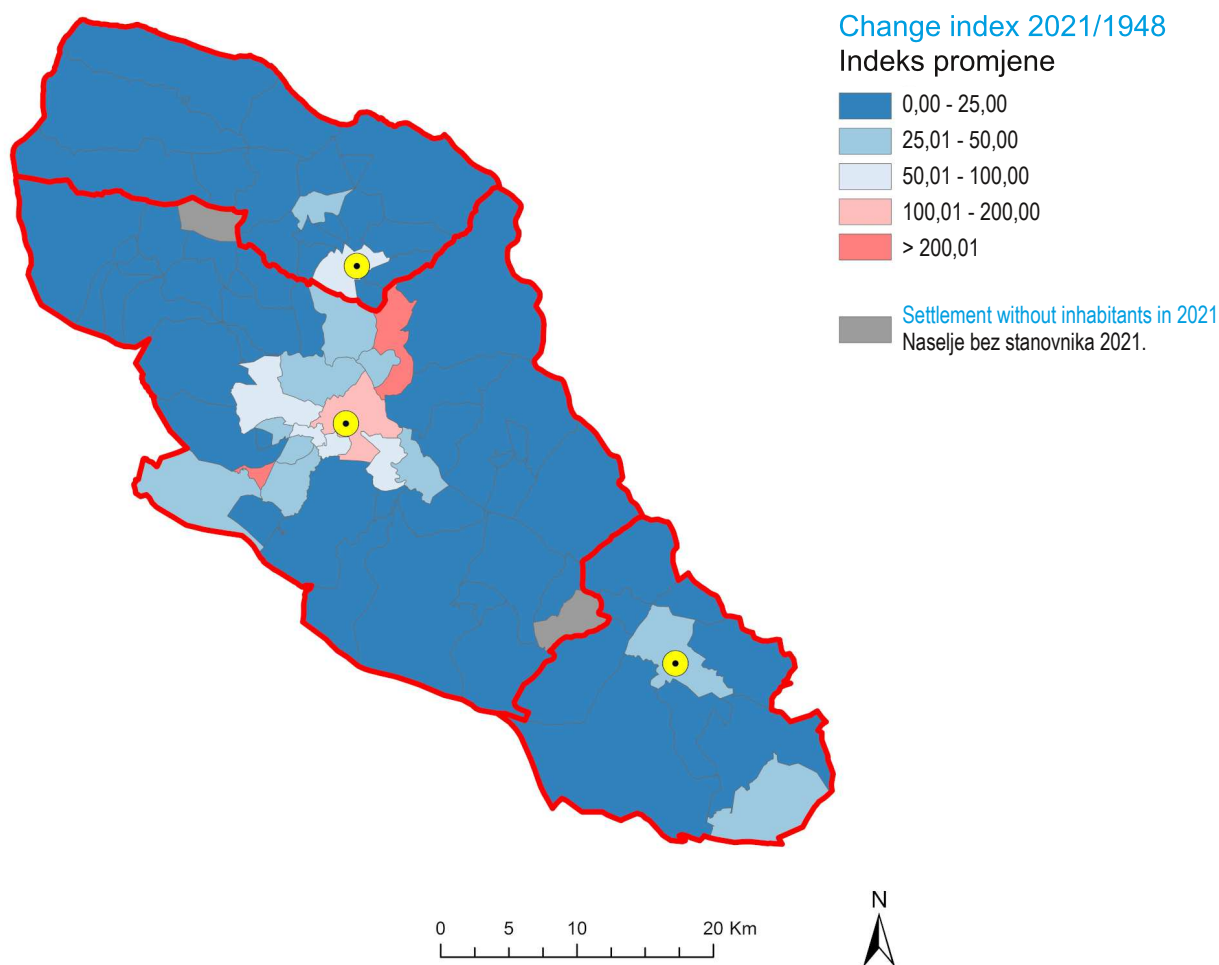 Change index 2021/1948
Indeks promjene
0,00 - 25,00
25,01 - 50,00
50,01 - 100,00
100,01 - 200,00
> 200,01
Settlement without inhabitants in 2021
Naselje bez stanovnika 2021.
0 5 10 20 Km
N